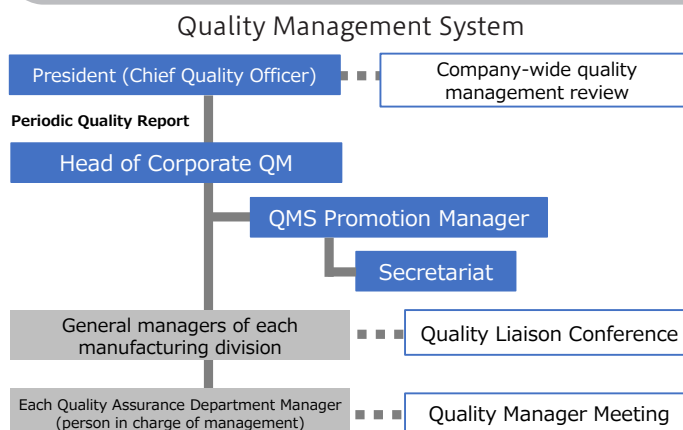 Quality Management System
President (Chief Quality Officer)
Company-wide quality
management review
Periodic Quality Report
Head of Corporate QM
QMS Promotion Manager
Secretariat
General managers of each
manufacturing division
Quality Liaison Conference
Each Quality Assurance Department Manager
(person in charge of management)
Quality Manager Meeting